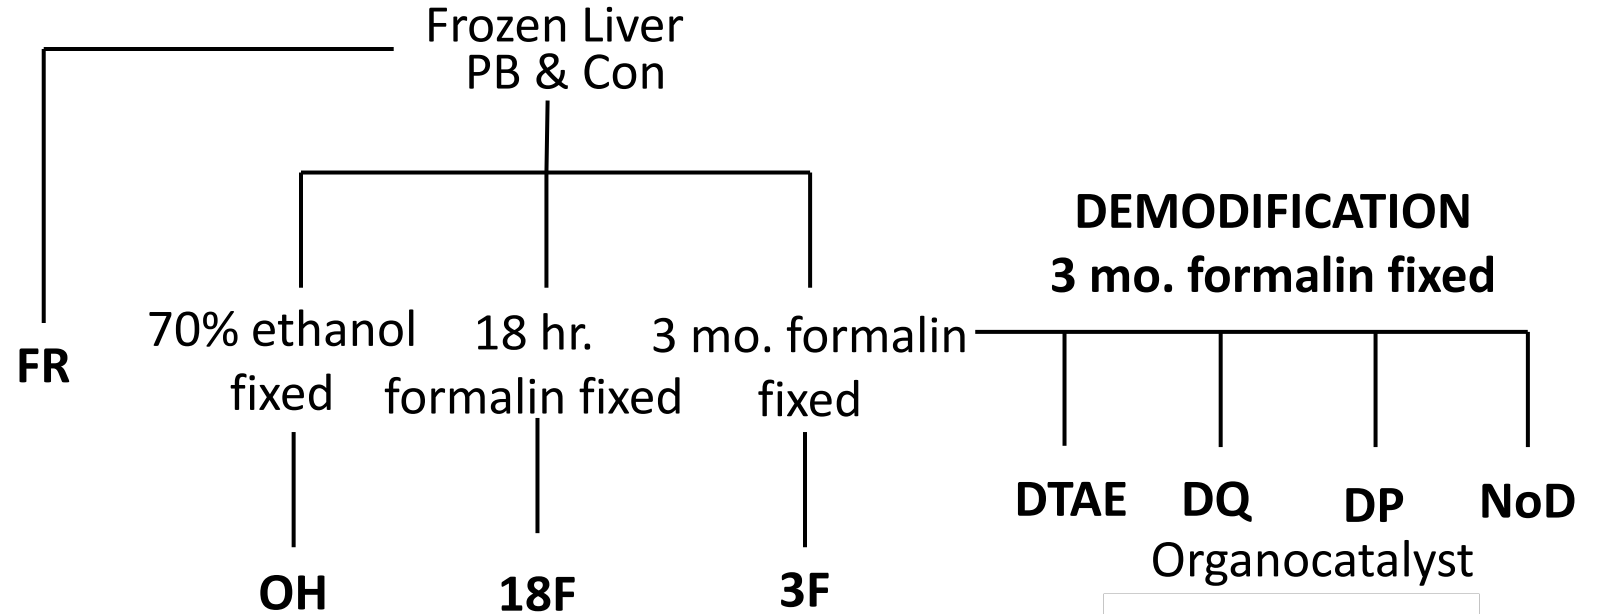 Frozen Liver
PB & Con
DEMODIFICATION
3 mo. formalin fixed
FR
70% ethanol
fixed
18 hr.
formalin fixed
3 mo. formalin
fixed
DTAE
DQ
DP
NoD
Organocatalyst
OH
18F
3F